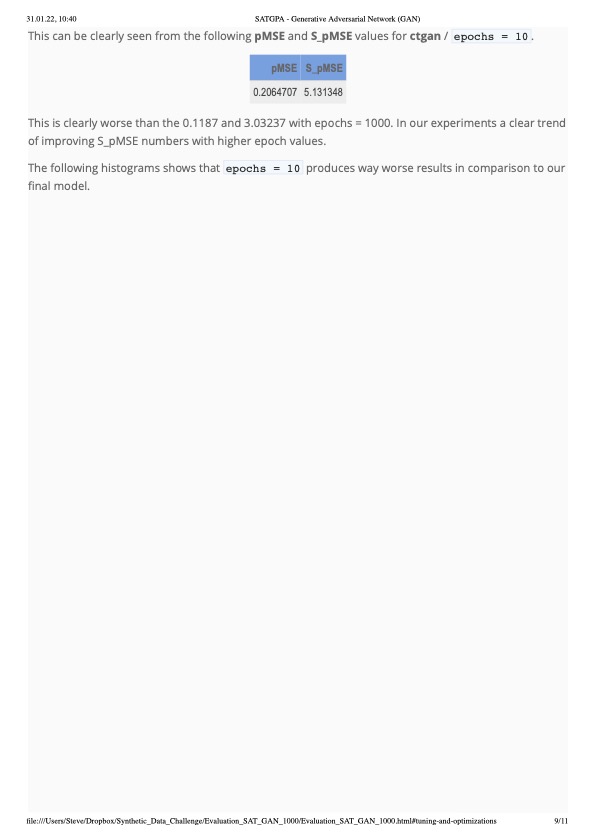 31.01.22, 10:40 SATGPA - Generative Adversarial Network (GAN)
This can be clearly seen from the following pMSE and S_pMSE values for ctgan / epochs = 10 .
pMSE S_pMSE
0.2064707 5.131348
This is clearly worse than the 0.1187 and 3.03237 with epochs = 1000. In our experiments a clear trend
of improving S_pMSE numbers with higher epoch values.
The following histograms shows that epochs = 10 produces way worse results in comparison to our
final model.
file:///Users/Steve/Dropbox/Synthetic_Data_Challenge/Evaluation_SAT_GAN_1000/Evaluation_SAT_GAN_1000.html#tuning-and-optimizations 9/11